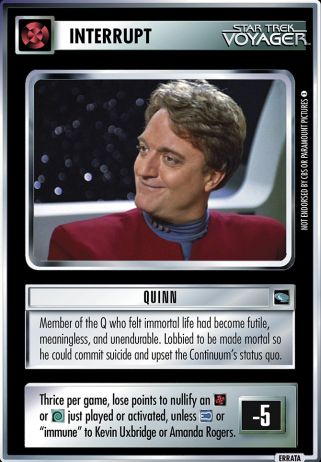 INTERRUPT
STAR TREK
VOYAGER
NOT ENDORSED BY CBS OR PARAMOUNT PICTURES
QUINN
Member of the Q who felt immortal life had become futile,
meaningless, and unendurable. Lobbied to be made mortal so
he could commit suicide and upset the Continuum's status quo.
Thrice per game, lose points to nullify an
or just played or activated, unless or
"immune" to Kevin Uxbridge or Amanda Rogers.
-5
ERRATA